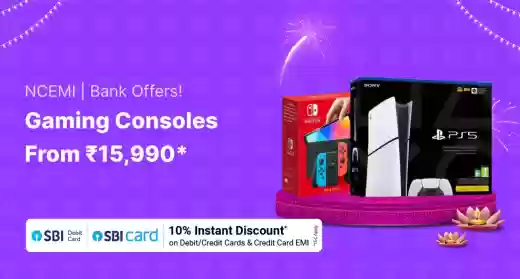 NCEMI | Bank Offers!
Gaming Consoles
From ₹15,990*
SBI Debit Card
SBI card
10% Instant Discount*
on Debit/Credit Cards & Credit Card EMI
*T&C Apply
SONY
PS5